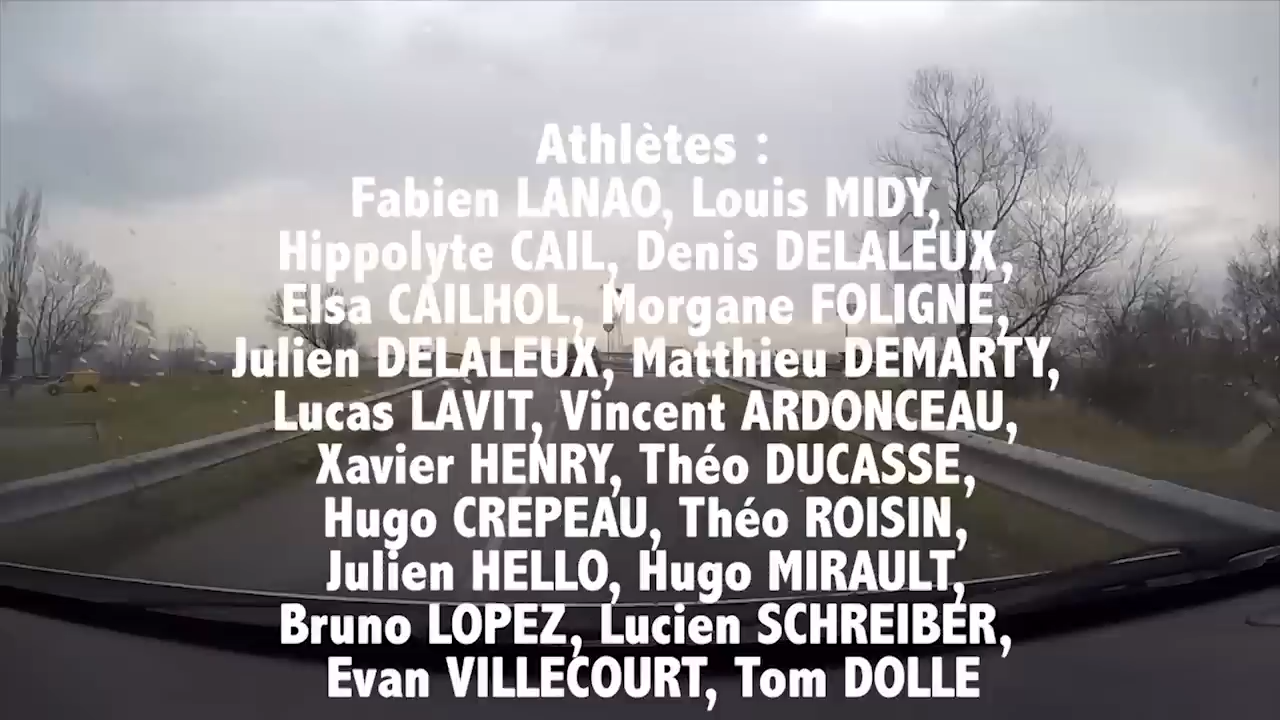 Athlètes :
Fabien LANAO, Louis MIDY,
Hippolyte CAIL, Denis DELALEUX,
Elsa CAILHOL, Morgane FOLIGNE,
Julien DELALEUX, Matthieu DEMARTY,
Lucas LAVIT, Vincent ARDONCEAU,
Xavier HENRY, Théo DUCASSE,
Hugo CREPEAU, Théo ROISIN,
Julien HELLO, Hugo MIRAULT,
Bruno LOPEZ, Lucien SCHREIBER,
Evan VILLECOURT, Tom DOLLE